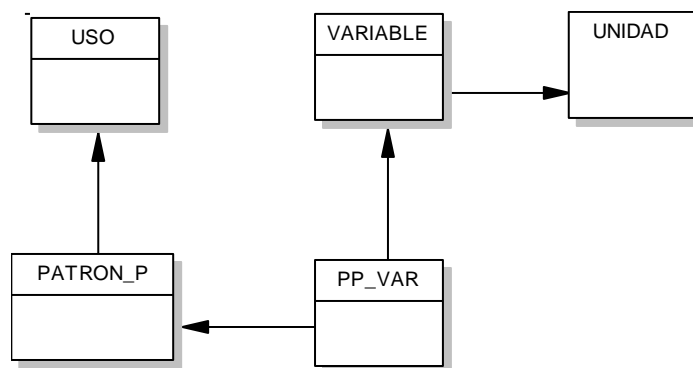 USO
VARIABLE
UNIDAD
PATRON_P
PP_VAR